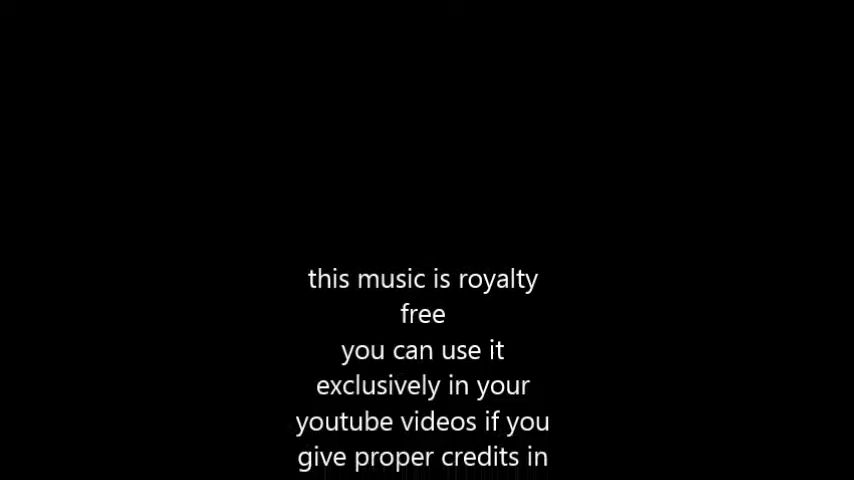 this music is royalty
free
you can use it
exclusively in your
youtube videos if you
give proper credits in